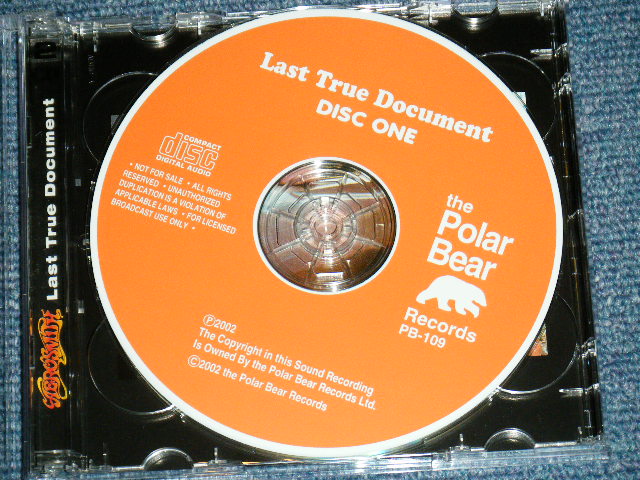 AEROSMITH Last True Document
Last True Document
DISC ONE
COMPACT
disc
DIGITAL AUDIO
• NOT FOR SALE • ALL RIGHTS
RESERVED • UNAUTHORIZED
DUPLICATION IS A VIOLATION OF
APPLICABLE LAWS • FOR LICENSED
BROADCAST USE ONLY •
the
Polar
Bear
Records
PB-109
Ⓟ2002
The Copyright in this Sound Recording
Is Owned By the Polar Bear Records Ltd.
©2002 the Polar Bear Records